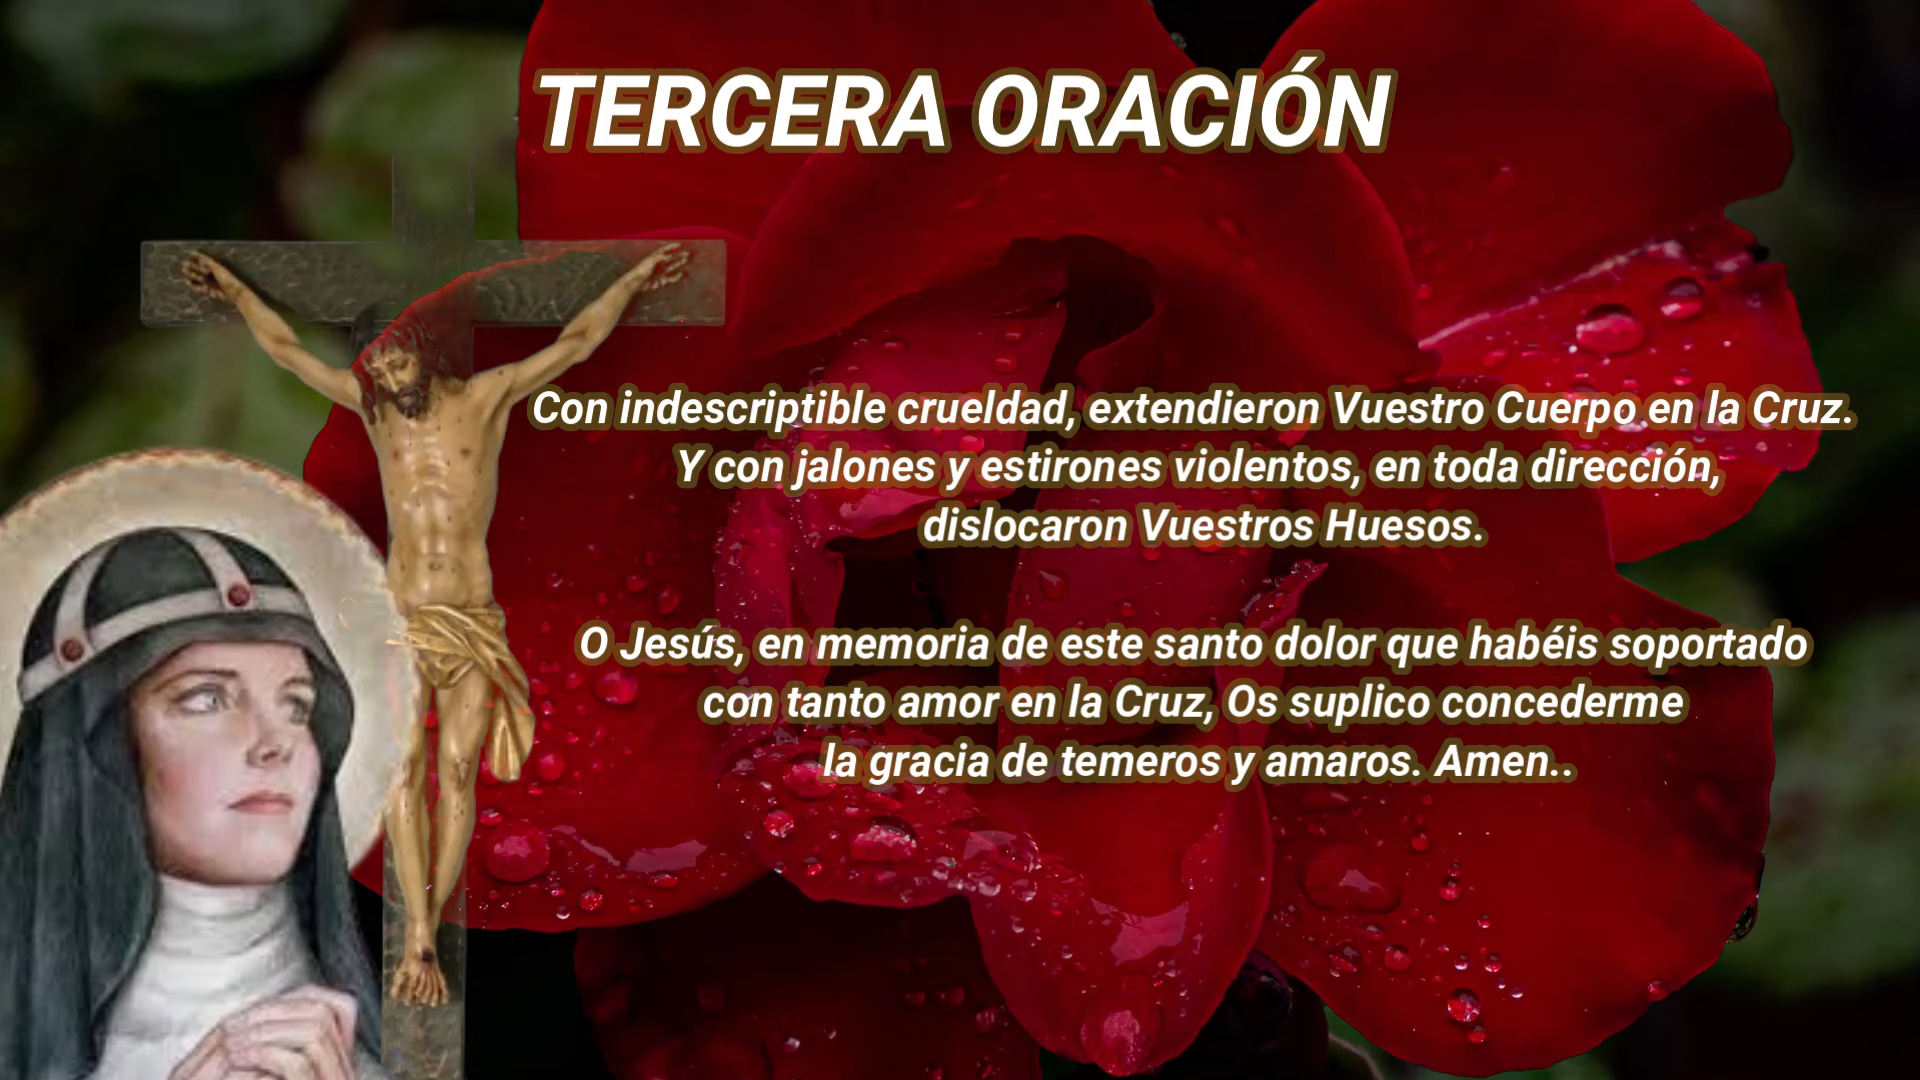 TERCERA ORACIÓN
Con indescriptible crueldad, extendieron Vuestro Cuerpo en la Cruz.
Y con jalones y estirones violentos, en toda dirección,
dislocaron Vuestros Huesos.
O Jesús, en memoria de este santo dolor que habéis soportado
con tanto amor en la Cruz, Os suplico concederme
la gracia de temeros y amaros. Amen..